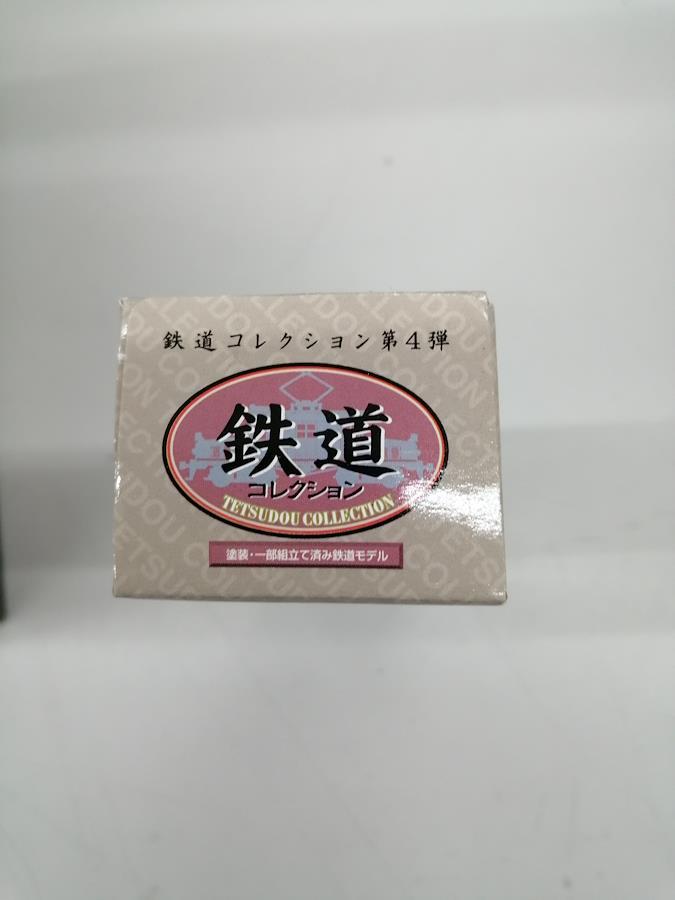 鉄道コレクション第4弾
鉄道
コレクション
TETSUDOU COLLECTION
塗装・一部組立て済み鉄道モデル